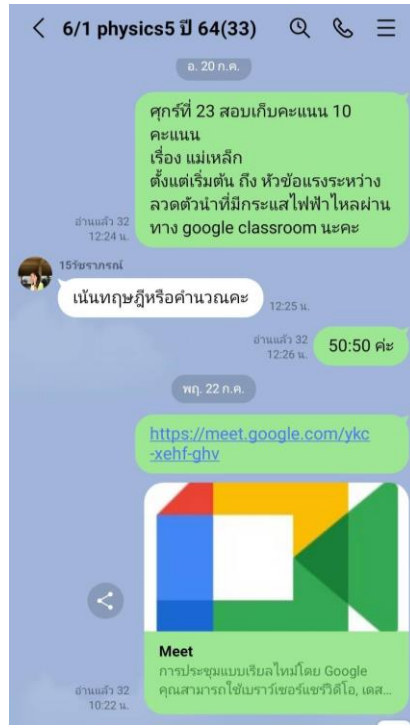 6/1 physics5 ปี 64(33)
อ. 20 ก.ค.
ศุกร์ที่ 23 สอบเก็บคะแนน 10
คะแนน
เรื่อง แม่เหล็ก
ตั้งแต่เริ่มต้น ถึง หัวข้อแรงระหว่าง
ลวดตัวนำที่มีกระแสไฟฟ้าไหลผ่าน
ทาง google classroom นะคะ
อ่านแล้ว 32
12:24 น.
15วัชราภรณ์
เน้นทฤษฎีหรือคำนวณคะ
12:25 น.
50:50 ค่ะ
อ่านแล้ว 32
12:26 น.
พฤ. 22 ก.ค.
https://meet.google.com/ykc
-xehf-ghv
Meet
การประชุมแบบเรียลไทม์โดย Google
คุณสามารถใช้เบราว์เซอร์แชร์วิดีโอ, เดส...
อ่านแล้ว 32
10:22 น.